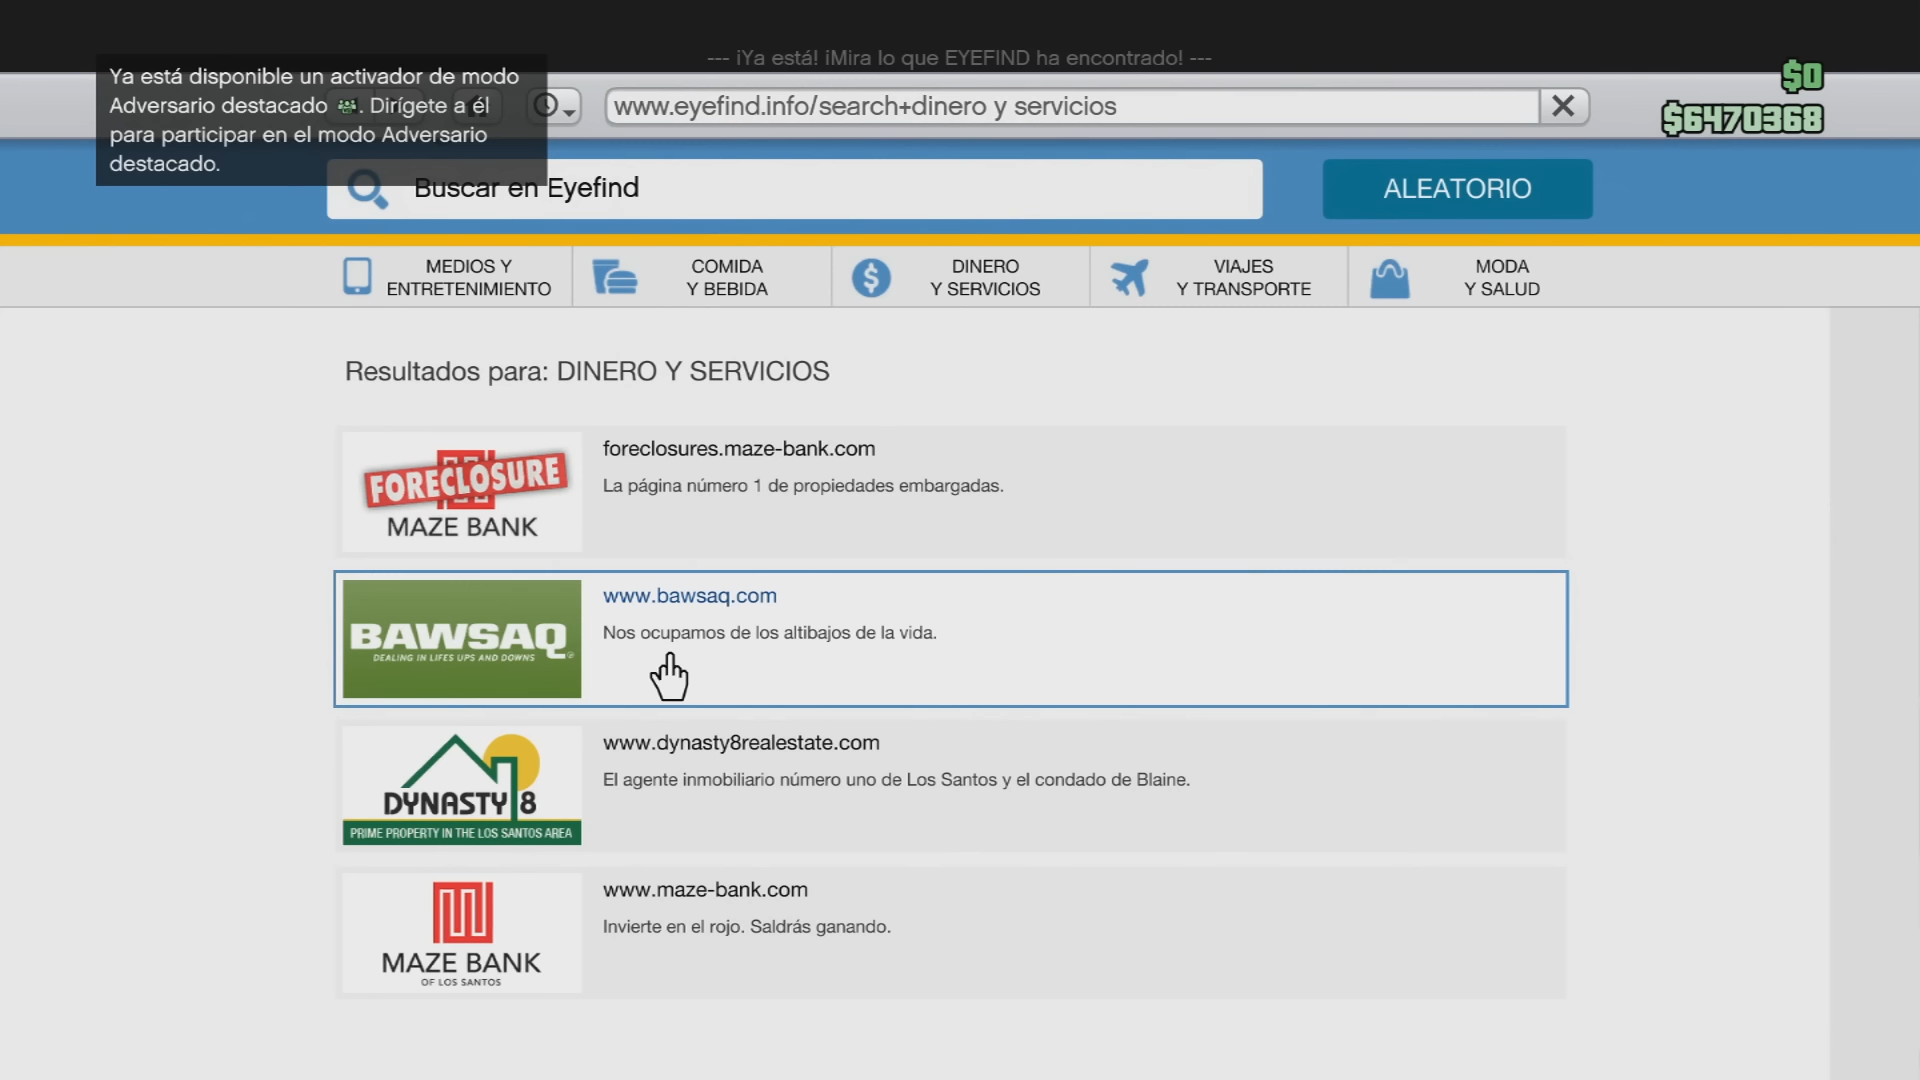 --- ¡Ya está! ¡Mira lo que EYEFIND ha encontrado! ---
Ya está disponible un activador de modo
Adversario destacado . Dirígete a él
para participar en el modo Adversario
destacado.
www.eyefind.info/search+dinero y servicios
$0
$6470368
Buscar en Eyefind
ALEATORIO
MEDIOS Y
ENTRETENIMIENTO
COMIDA
Y BEBIDA
DINERO
Y SERVICIOS
VIAJES
Y TRANSPORTE
MODA
Y SALUD
Resultados para: DINERO Y SERVICIOS
FORECLOSURE
MAZE BANK
foreclosures.maze-bank.com
La página número 1 de propiedades embargadas.
BAWSAQ
DEALING IN LIFES UPS AND DOWNS
www.bawsaq.com
Nos ocupamos de los altibajos de la vida.
DYNASTY 8
PRIME PROPERTY IN THE LOS SANTOS AREA
www.dynasty8realestate.com
El agente inmobiliario número uno de Los Santos y el condado de Blaine.
MAZE BANK
OF LOS SANTOS
www.maze-bank.com
Invierte en el rojo. Saldrás ganando.